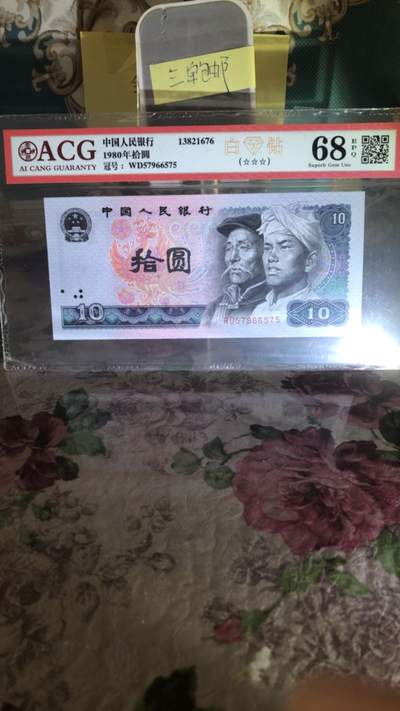 三单包邮
ACG
AI CANG GUARANTY
中国人民银行
1980年拾圆
冠号：WD57966575
13821676
白钻
(☆☆☆)
68
EPQ
Superb Gem Unc
中国人民银行
10
拾圆
10
WD57966575
10